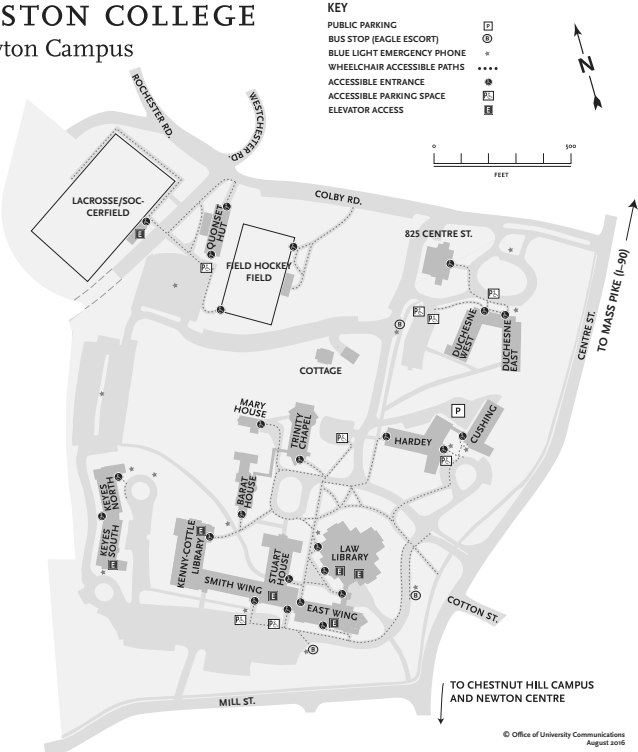 STON COLLEGE
ton Campus
KEY
PUBLIC PARKING P
BUS STOP (EAGLE ESCORT) B
BLUE LIGHT EMERGENCY PHONE
WHEELCHAIR ACCESSIBLE PATHS
ACCESSIBLE ENTRANCE
ACCESSIBLE PARKING SPACE P
ELEVATOR ACCESS E
N
0 500
FEET
ROCHESTER RD.
WESTCHESTER RD.
COLBY RD.
LACROSSE/SOC-
CERFIELD
E
QUONSET
HUT
P
FIELD HOCKEY
FIELD
825 CENTRE ST.
P
P
P
B
DUCHESNE
WEST
DUCHESNE
EAST
CENTRE ST.
TO MASS PIKE (I-90)
COTTAGE
MARY
HOUSE
TRINITY
CHAPEL
P
HARDEY
P
CUSHING
P
BARAT
HOUSE
KEYES
NORTH
KEYES
SOUTH
E
KENNY-COTTLE
LIBRARY
E
STUART
HOUSE
LAW
LIBRARY
E
E
SMITH WING
E
EAST WING
E
P
P
B
B
COTTON ST.
MILL ST.
TO CHESTNUT HILL CAMPUS
AND NEWTON CENTRE
© Office of University Communications
August 2016